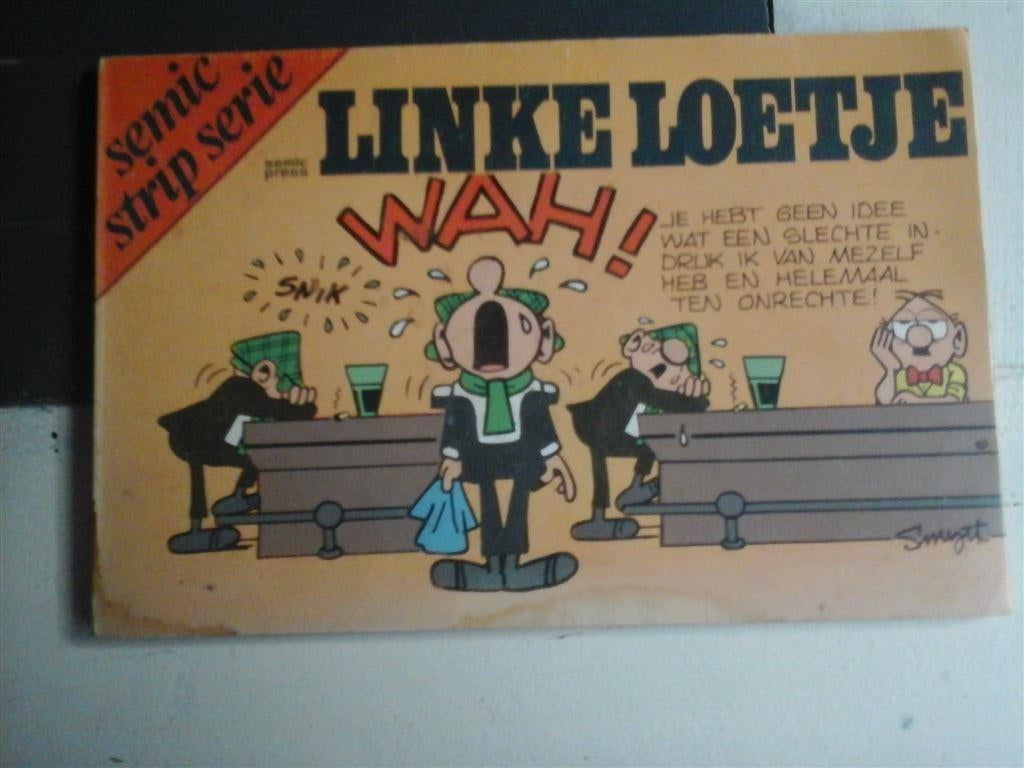 semic
strip serie
semic
press
LINKE LOETJE
WAH!
SNIK
JE HEBT GEEN IDEE
WAT EEN SLECHTE IN-
DRUK IK VAN MEZELF
HEB EN HELEMAAL
TEN ONRECHTE!
Smythe